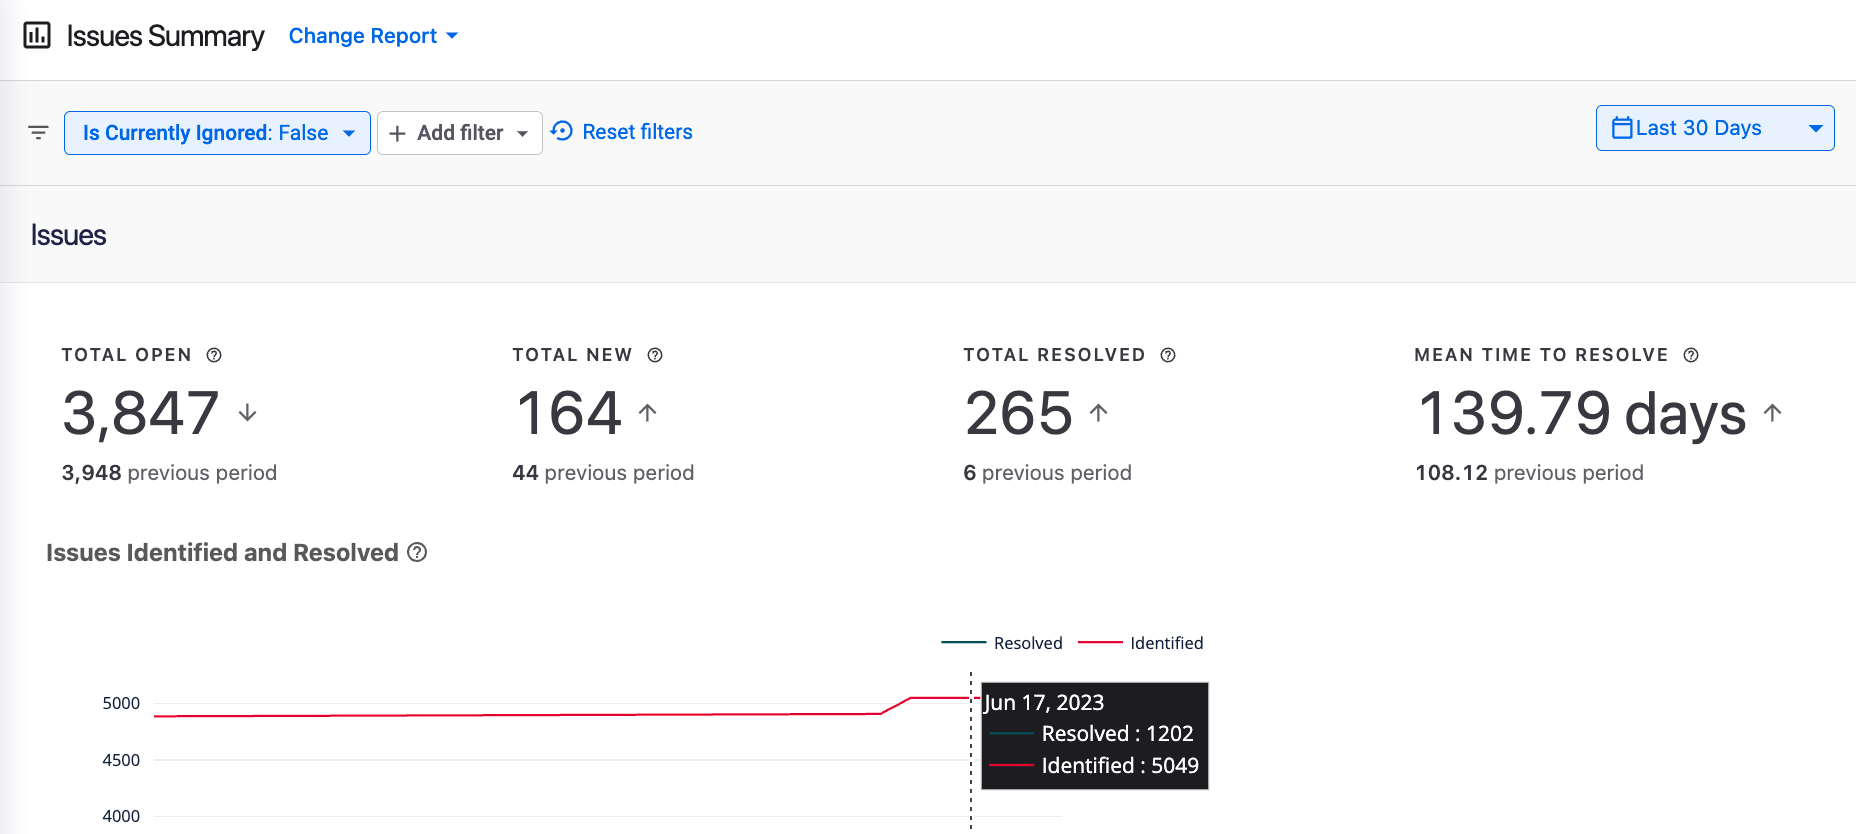 Issues Summary Change Report
Is Currently Ignored: False Add filter Reset filters Last 30 Days
Issues
TOTAL OPEN TOTAL NEW TOTAL RESOLVED MEAN TIME TO RESOLVE
3,847 164 265 139.79 days
3,948 previous period 44 previous period 6 previous period 108.12 previous period
Issues Identified and Resolved
Resolved Identified
5000
Jun 17, 2023
Resolved : 1202
4500
Identified : 5049
4000